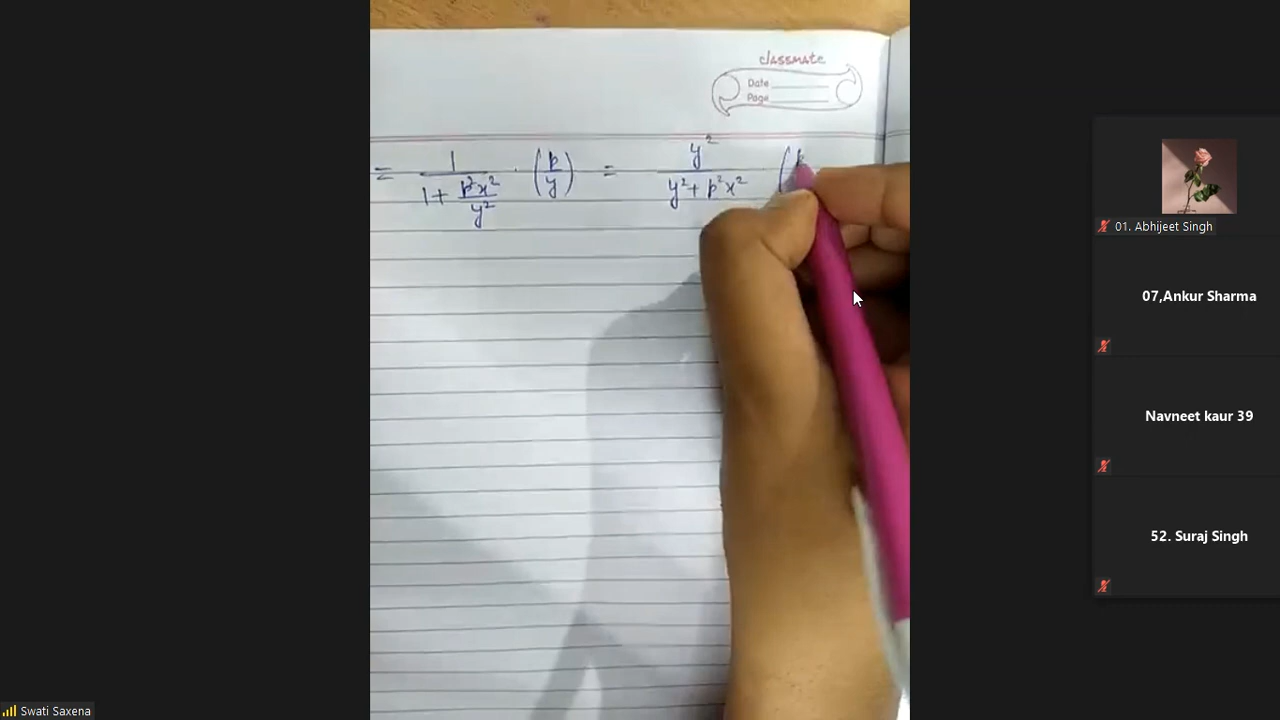 classmate
Date
Page
= 1/(1 + p²x²/y²) · (p/y) = y²/(y² + p²x²) (p
01. Abhijeet Singh
07,Ankur Sharma
Navneet kaur 39
52. Suraj Singh
Swati Saxena